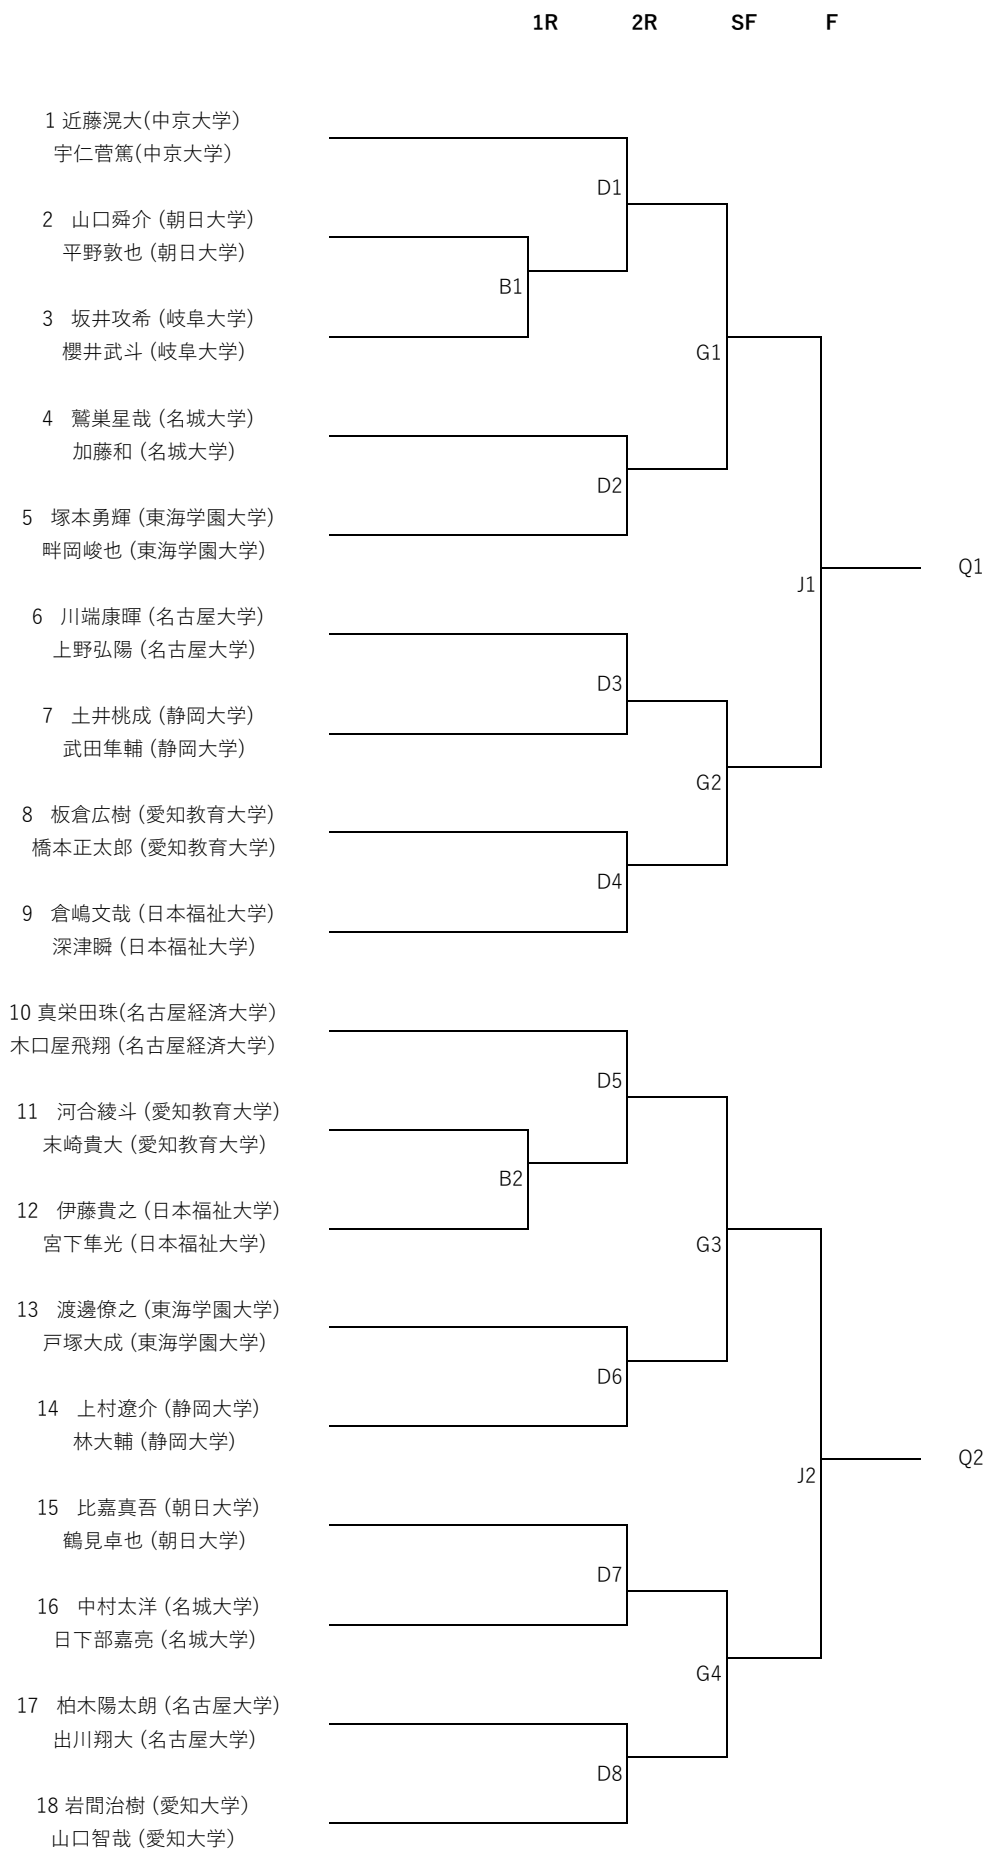 1R 2R SF F
1 近藤滉大(中京大学)
宇仁菅篤(中京大学)
D1
2 山口舜介 (朝日大学)
平野敦也 (朝日大学)
B1
3 坂井攻希 (岐阜大学)
櫻井武斗 (岐阜大学)
G1
4 鷲巣星哉 (名城大学)
加藤和 (名城大学)
D2
5 塚本勇輝 (東海学園大学)
畔岡峻也 (東海学園大学)
Q1
J1
6 川端康暉 (名古屋大学)
上野弘陽 (名古屋大学)
D3
7 土井桃成 (静岡大学)
武田隼輔 (静岡大学)
G2
8 板倉広樹 (愛知教育大学)
橋本正太郎 (愛知教育大学)
D4
9 倉嶋文哉 (日本福祉大学)
深津瞬 (日本福祉大学)
10 真栄田珠(名古屋経済大学)
木口屋飛翔 (名古屋経済大学)
D5
11 河合綾斗 (愛知教育大学)
末崎貴大 (愛知教育大学)
B2
12 伊藤貴之 (日本福祉大学)
宮下隼光 (日本福祉大学)
G3
13 渡邊僚之 (東海学園大学)
戸塚大成 (東海学園大学)
D6
14 上村遼介 (静岡大学)
林大輔 (静岡大学)
Q2
J2
15 比嘉真吾 (朝日大学)
鶴見卓也 (朝日大学)
D7
16 中村太洋 (名城大学)
日下部嘉亮 (名城大学)
G4
17 柏木陽太朗 (名古屋大学)
出川翔大 (名古屋大学)
D8
18 岩間治樹 (愛知大学)
山口智哉 (愛知大学)